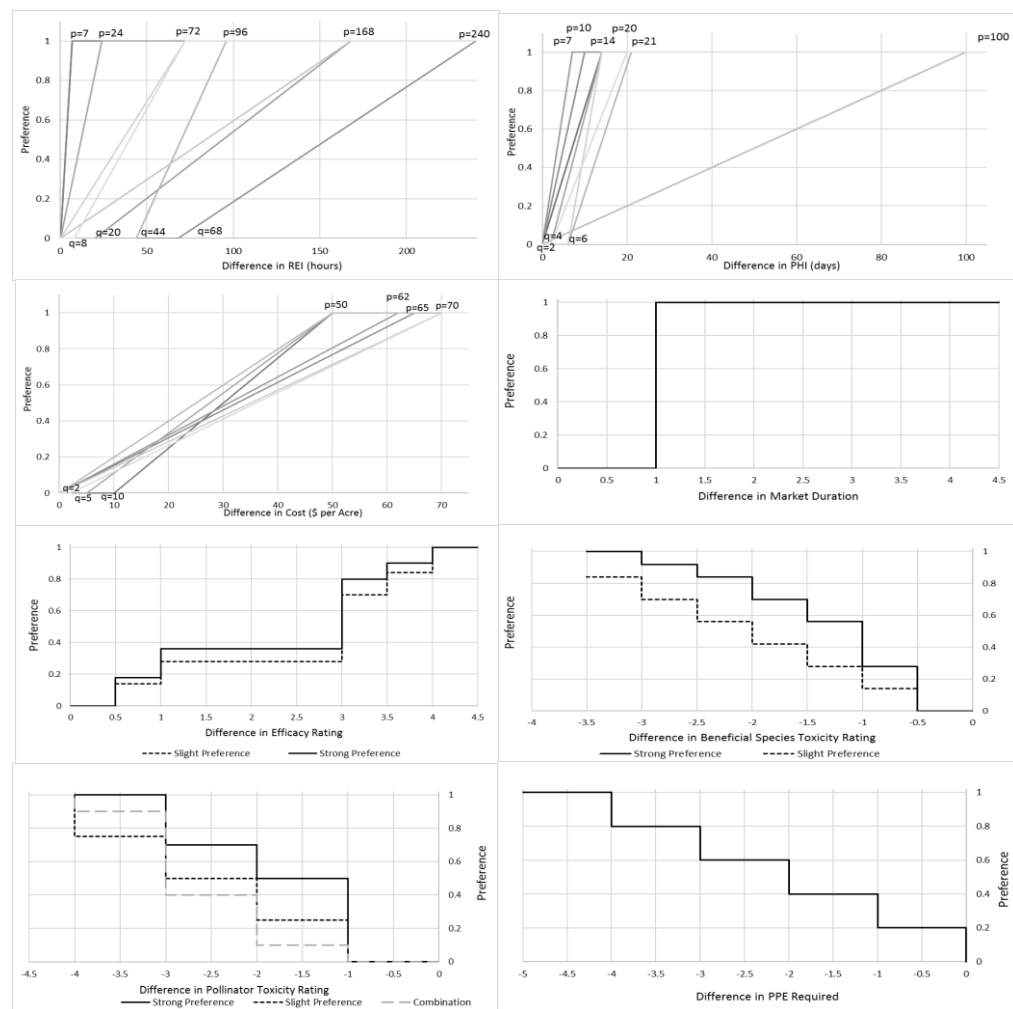 p=7 p=24 p=72 p=96 p=168 p=240
1
0.8
0.6
0.4
0.2
0
Preference
q=8 q=20 q=44 q=68
0 50 100 150 200
Difference in REI (hours)
p=10 p=20
p=7 p=14 p=21 p=100
1
0.8
0.6
0.4
0.2
0
Preference
q=4
q=2 q=6
0 20 40 60 80 100
Difference in PHI (days)
p=50 p=62 p=65 p=70
1
0.8
0.6
0.4
0.2
0
Preference
q=2
q=5 q=10
0 10 20 30 40 50 60 70
Difference in Cost ($ per Acre)
1
0.8
0.6
0.4
0.2
0
Preference
0 0.5 1 1.5 2 2.5 3 3.5 4 4.5
Difference in Market Duration
1
0.8
0.6
0.4
0.2
0
Preference
0 0.5 1 1.5 2 2.5 3 3.5 4 4.5
Difference in Efficacy Rating
Slight Preference Strong Preference
1
0.8
0.6
0.4
0.2
0
Preference
-4 -3.5 -3 -2.5 -2 -1.5 -1 -0.5 0
Difference in Beneficial Species Toxicity Rating
Strong Preference Slight Preference
1
0.8
0.6
0.4
0.2
0
Preference
-4.5 -4 -3.5 -3 -2.5 -2 -1.5 -1 -0.5 0
Difference in Pollinator Toxicity Rating
Strong Preference Slight Preference Combination
1
0.8
0.6
0.4
0.2
0
Preference
-5 -4.5 -4 -3.5 -3 -2.5 -2 -1.5 -1 -0.5 0
Difference in PPE Required